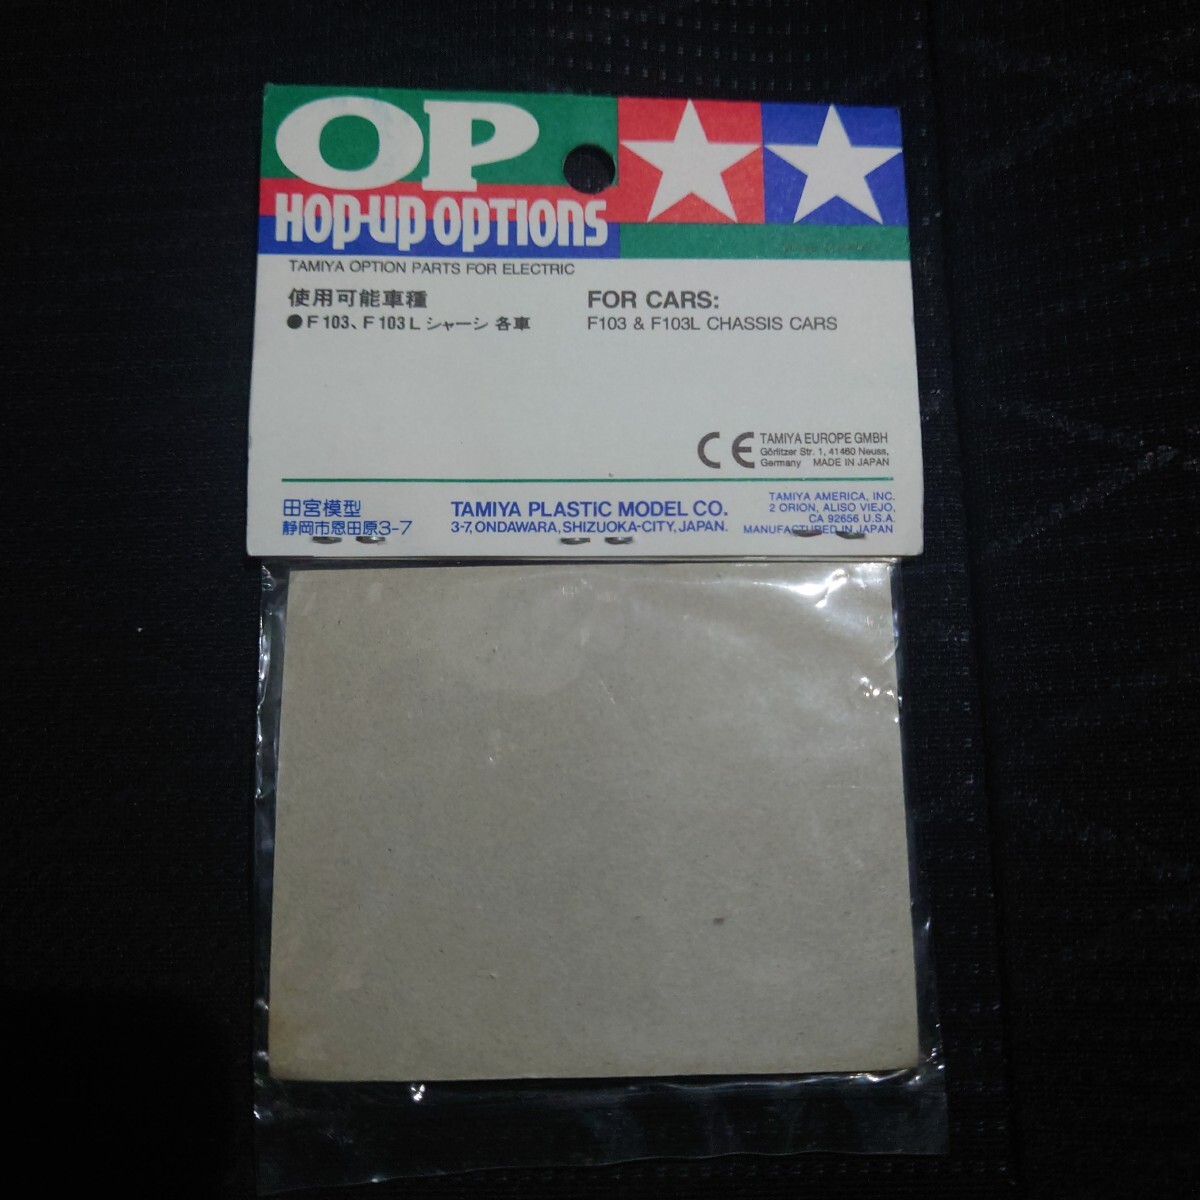 OP
HOP-UP OPTIONS
TAMIYA OPTION PARTS FOR ELECTRIC
使用可能車種
●F103、F103L シャーシ 各車
FOR CARS:
F103 & F103L CHASSIS CARS
CE
TAMIYA EUROPE GMBH
Görlitzer Str. 1, 41460 Neuss,
Germany MADE IN JAPAN
田宮模型
静岡市恩田原3-7
TAMIYA PLASTIC MODEL CO.
3-7, ONDAWARA, SHIZUOKA-CITY, JAPAN.
TAMIYA AMERICA, INC.
2 ORION, ALISO VIEJO,
CA 92656 U.S.A.
MANUFACTURED IN JAPAN